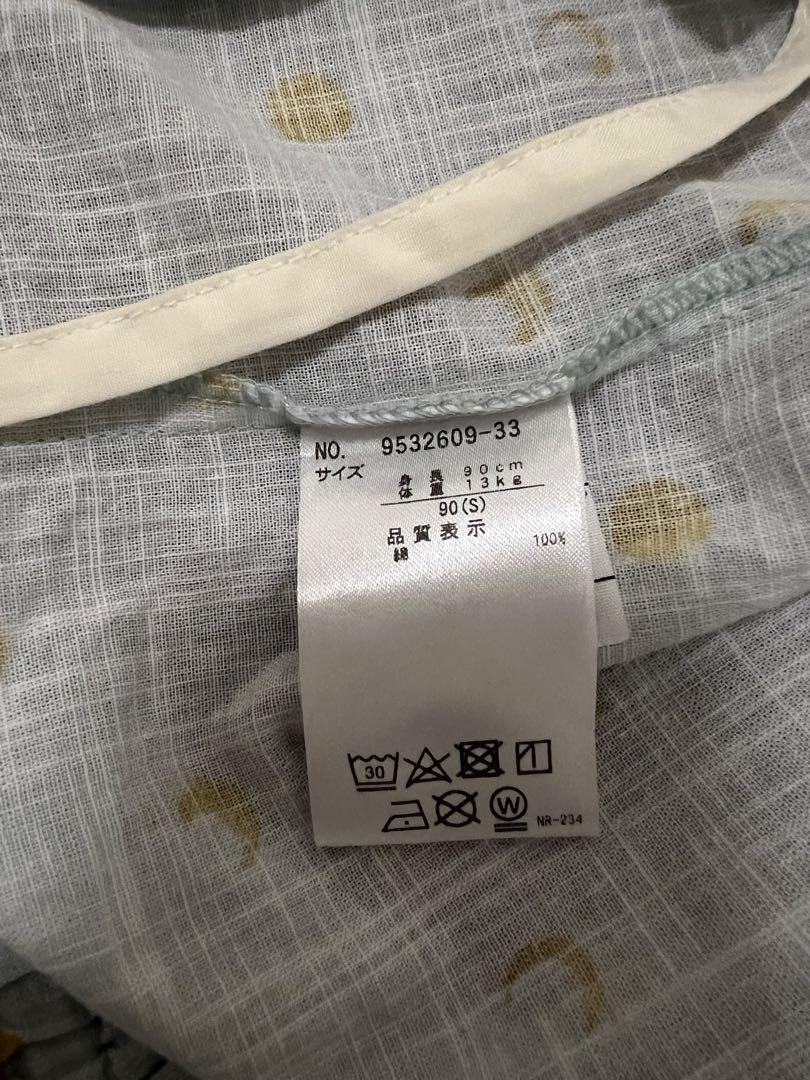 NO. 9532609-33
サイズ 身長 90cm
体重 13kg
90(S)
品質表示
綿 100%
30
W NR-234